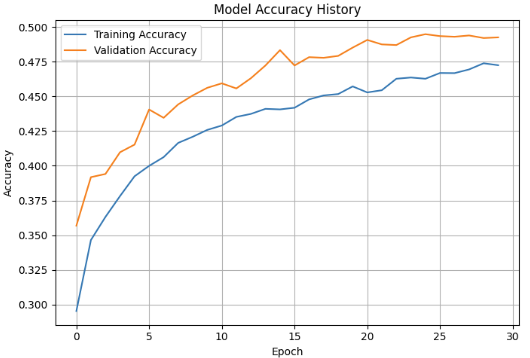 Model Accuracy History
Training Accuracy
Validation Accuracy
0.500
0.475
0.450
0.425
0.400
0.375
0.350
0.325
0.300
Accuracy
0 5 10 15 20 25 30
Epoch